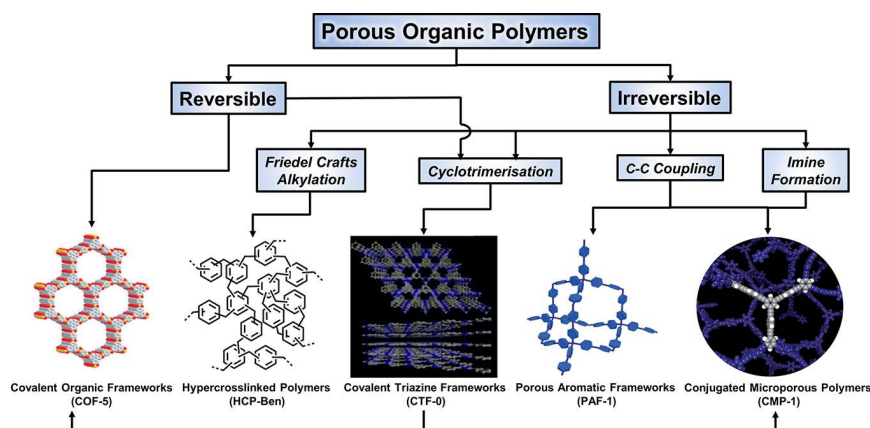 Porous Organic Polymers
Reversible
Irreversible
Friedel Crafts
Alkylation
Cyclotrimerisation
C-C Coupling
Imine
Formation
Covalent Organic Frameworks
(COF-5)
Hypercrosslinked Polymers
(HCP-Ben)
Covalent Triazine Frameworks
(CTF-0)
Porous Aromatic Frameworks
(PAF-1)
Conjugated Microporous Polymers
(CMP-1)